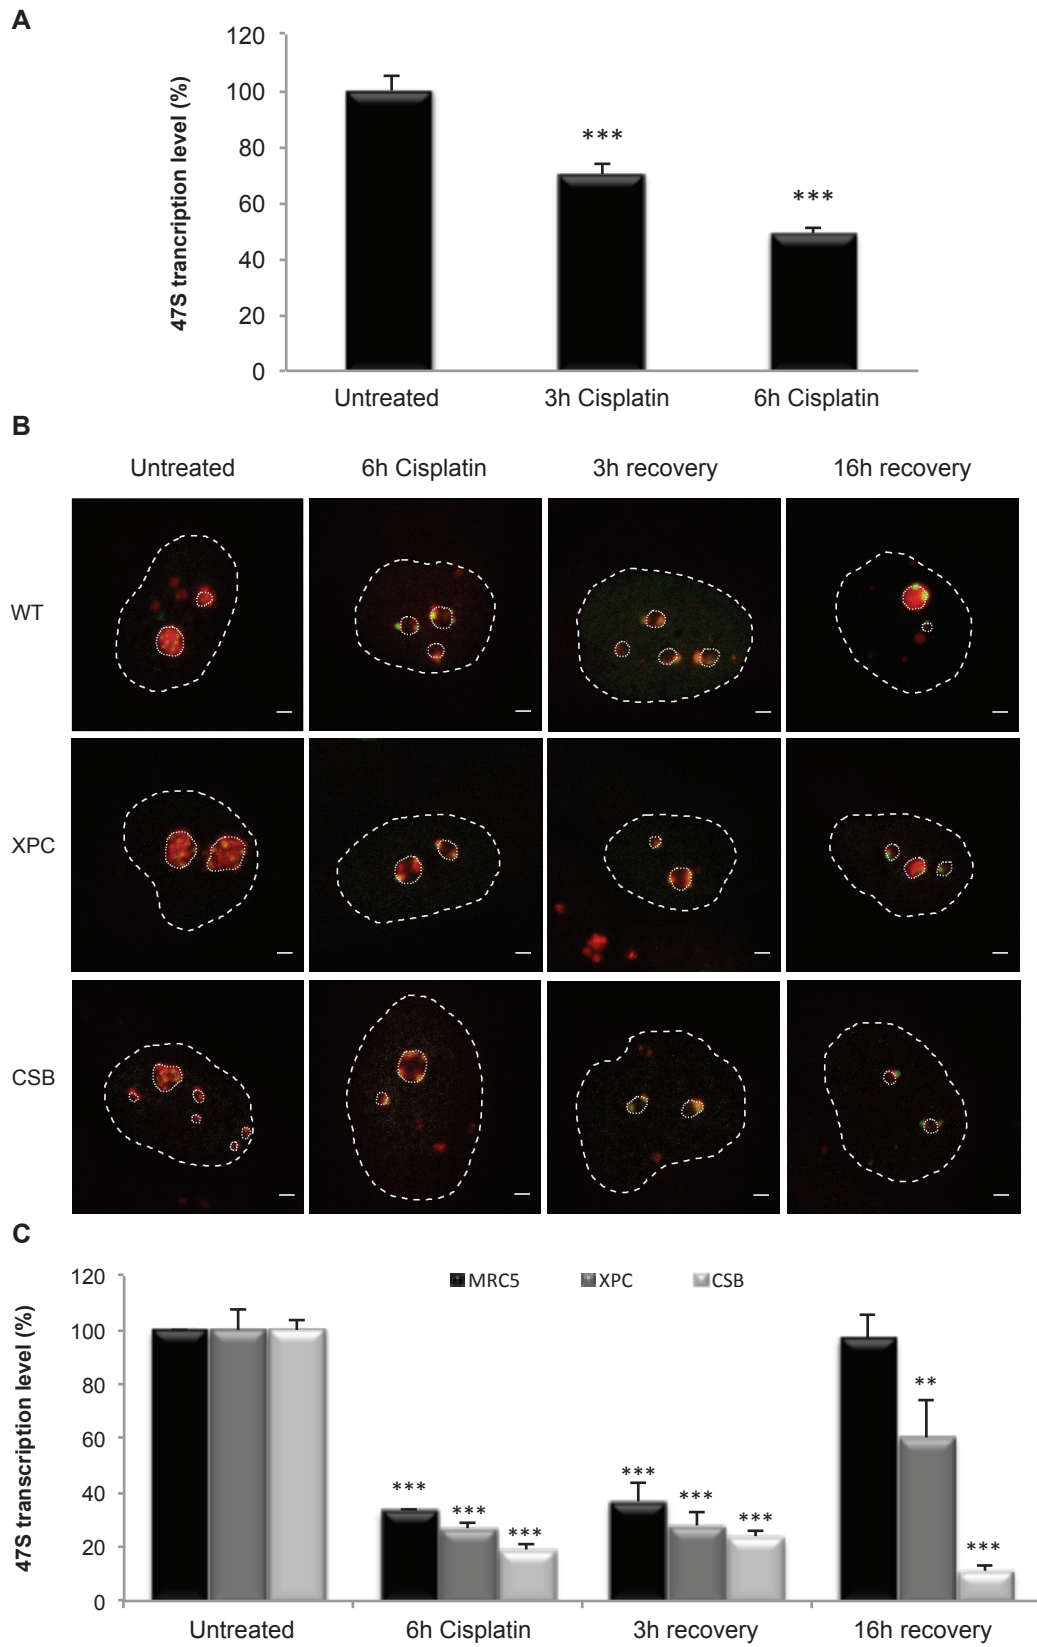 A
47S trancription level (%)
120
100
80
60
40
20
0
***
***
Untreated 3h Cisplatin 6h Cisplatin
B
Untreated 6h Cisplatin 3h recovery 16h recovery
WT
XPC
CSB
C
47S transcription level (%)
120
100
80
60
40
20
0
MRC5 XPC CSB
*** *** ***
*** *** ***
** ***
Untreated 6h Cisplatin 3h recovery 16h recovery